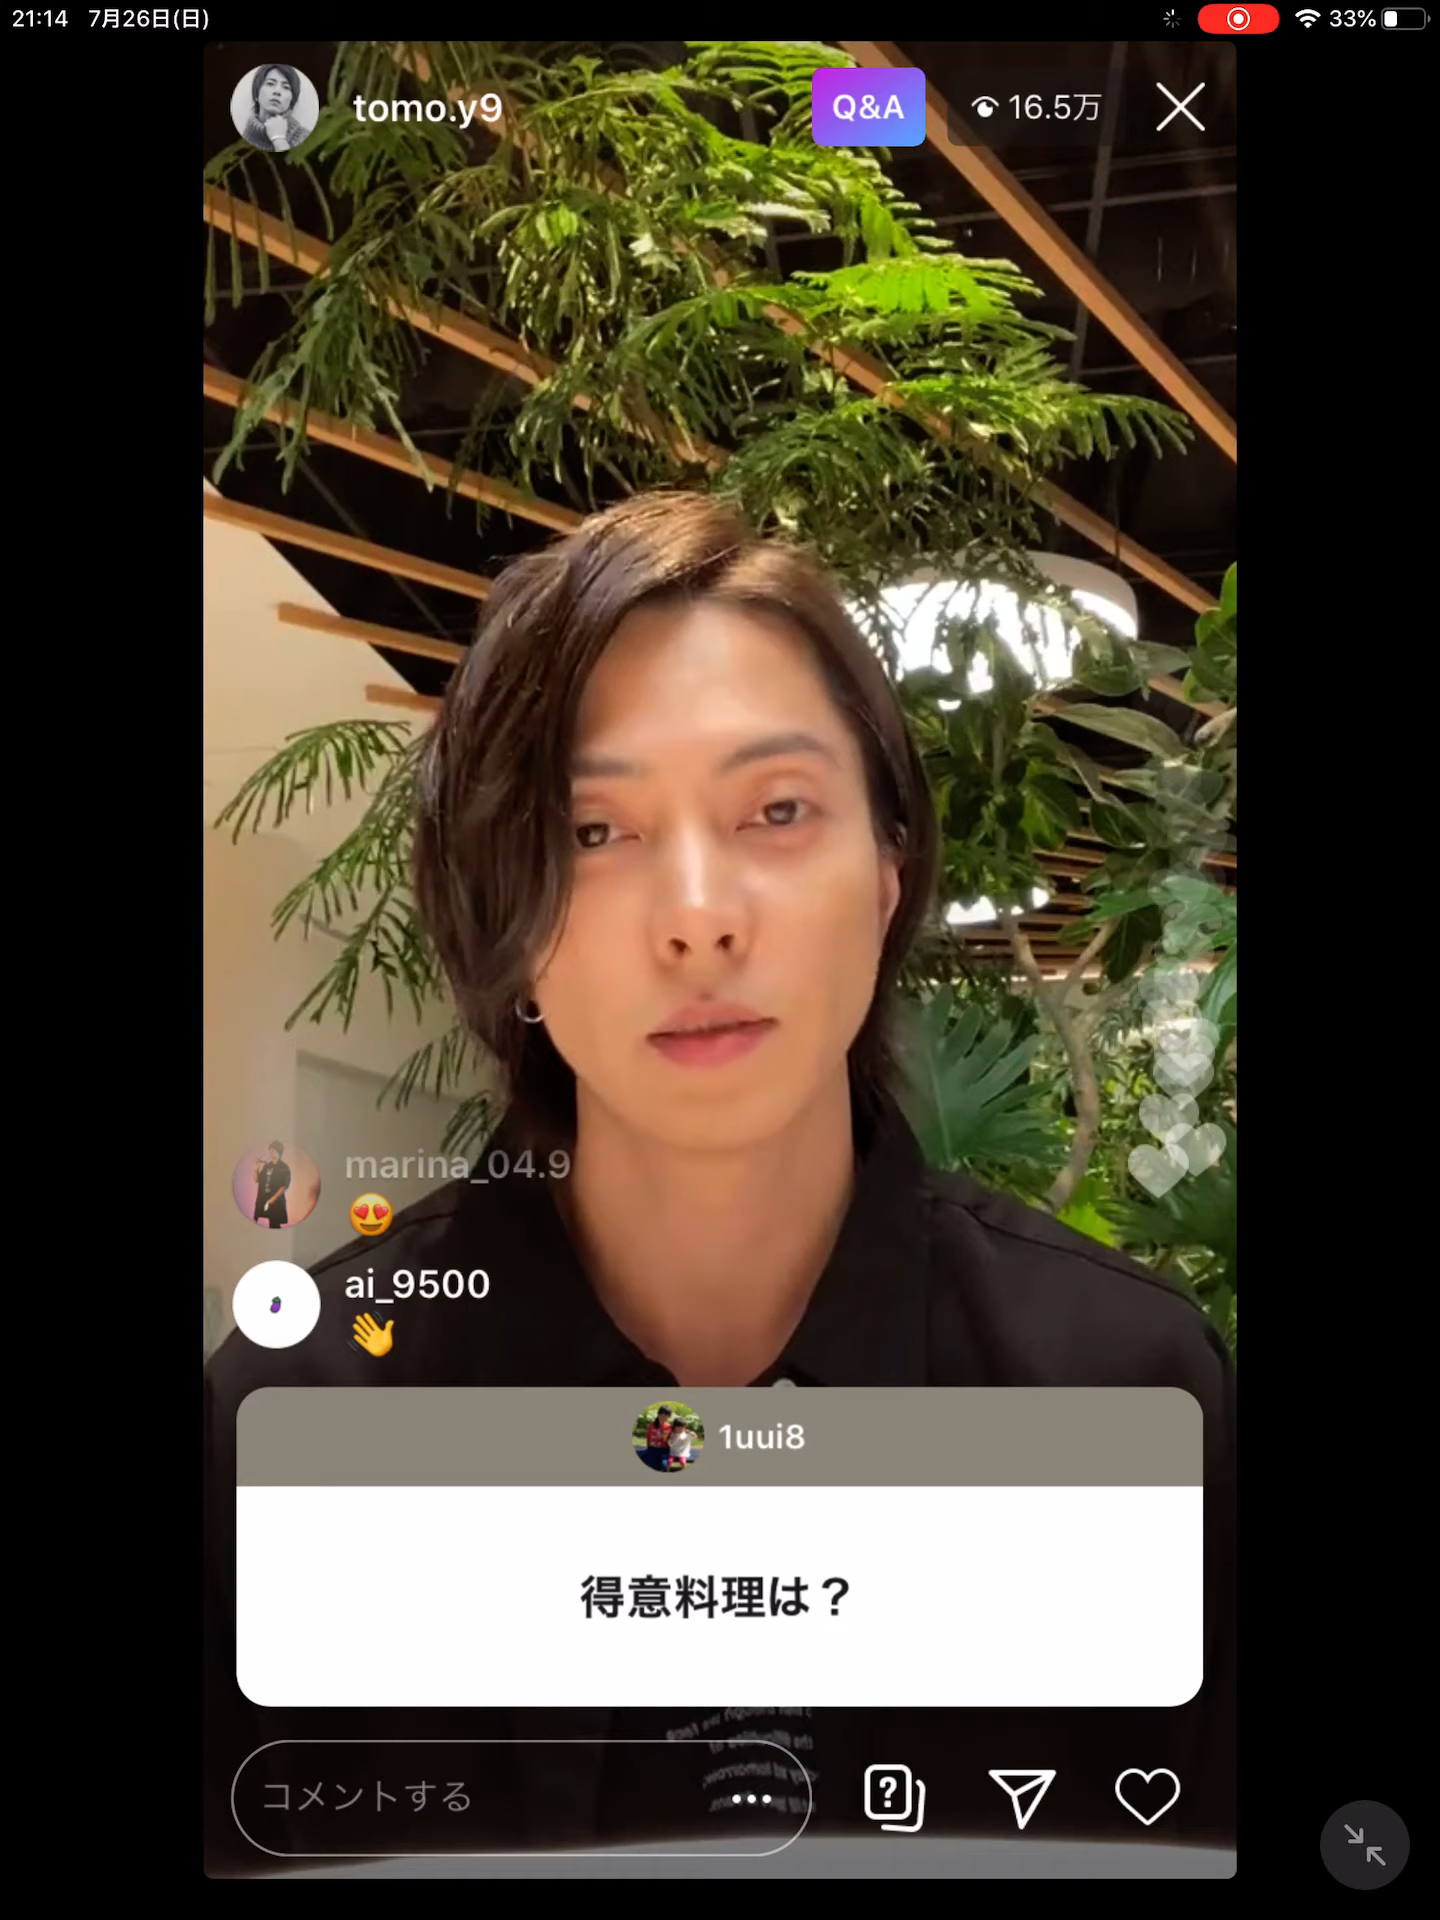 21:14 7月26日(日)
33%
tomo.y9
Q&A
16.5万
marina_04.9
😍
ai_9500
👋
1uui8
得意料理は？
コメントする